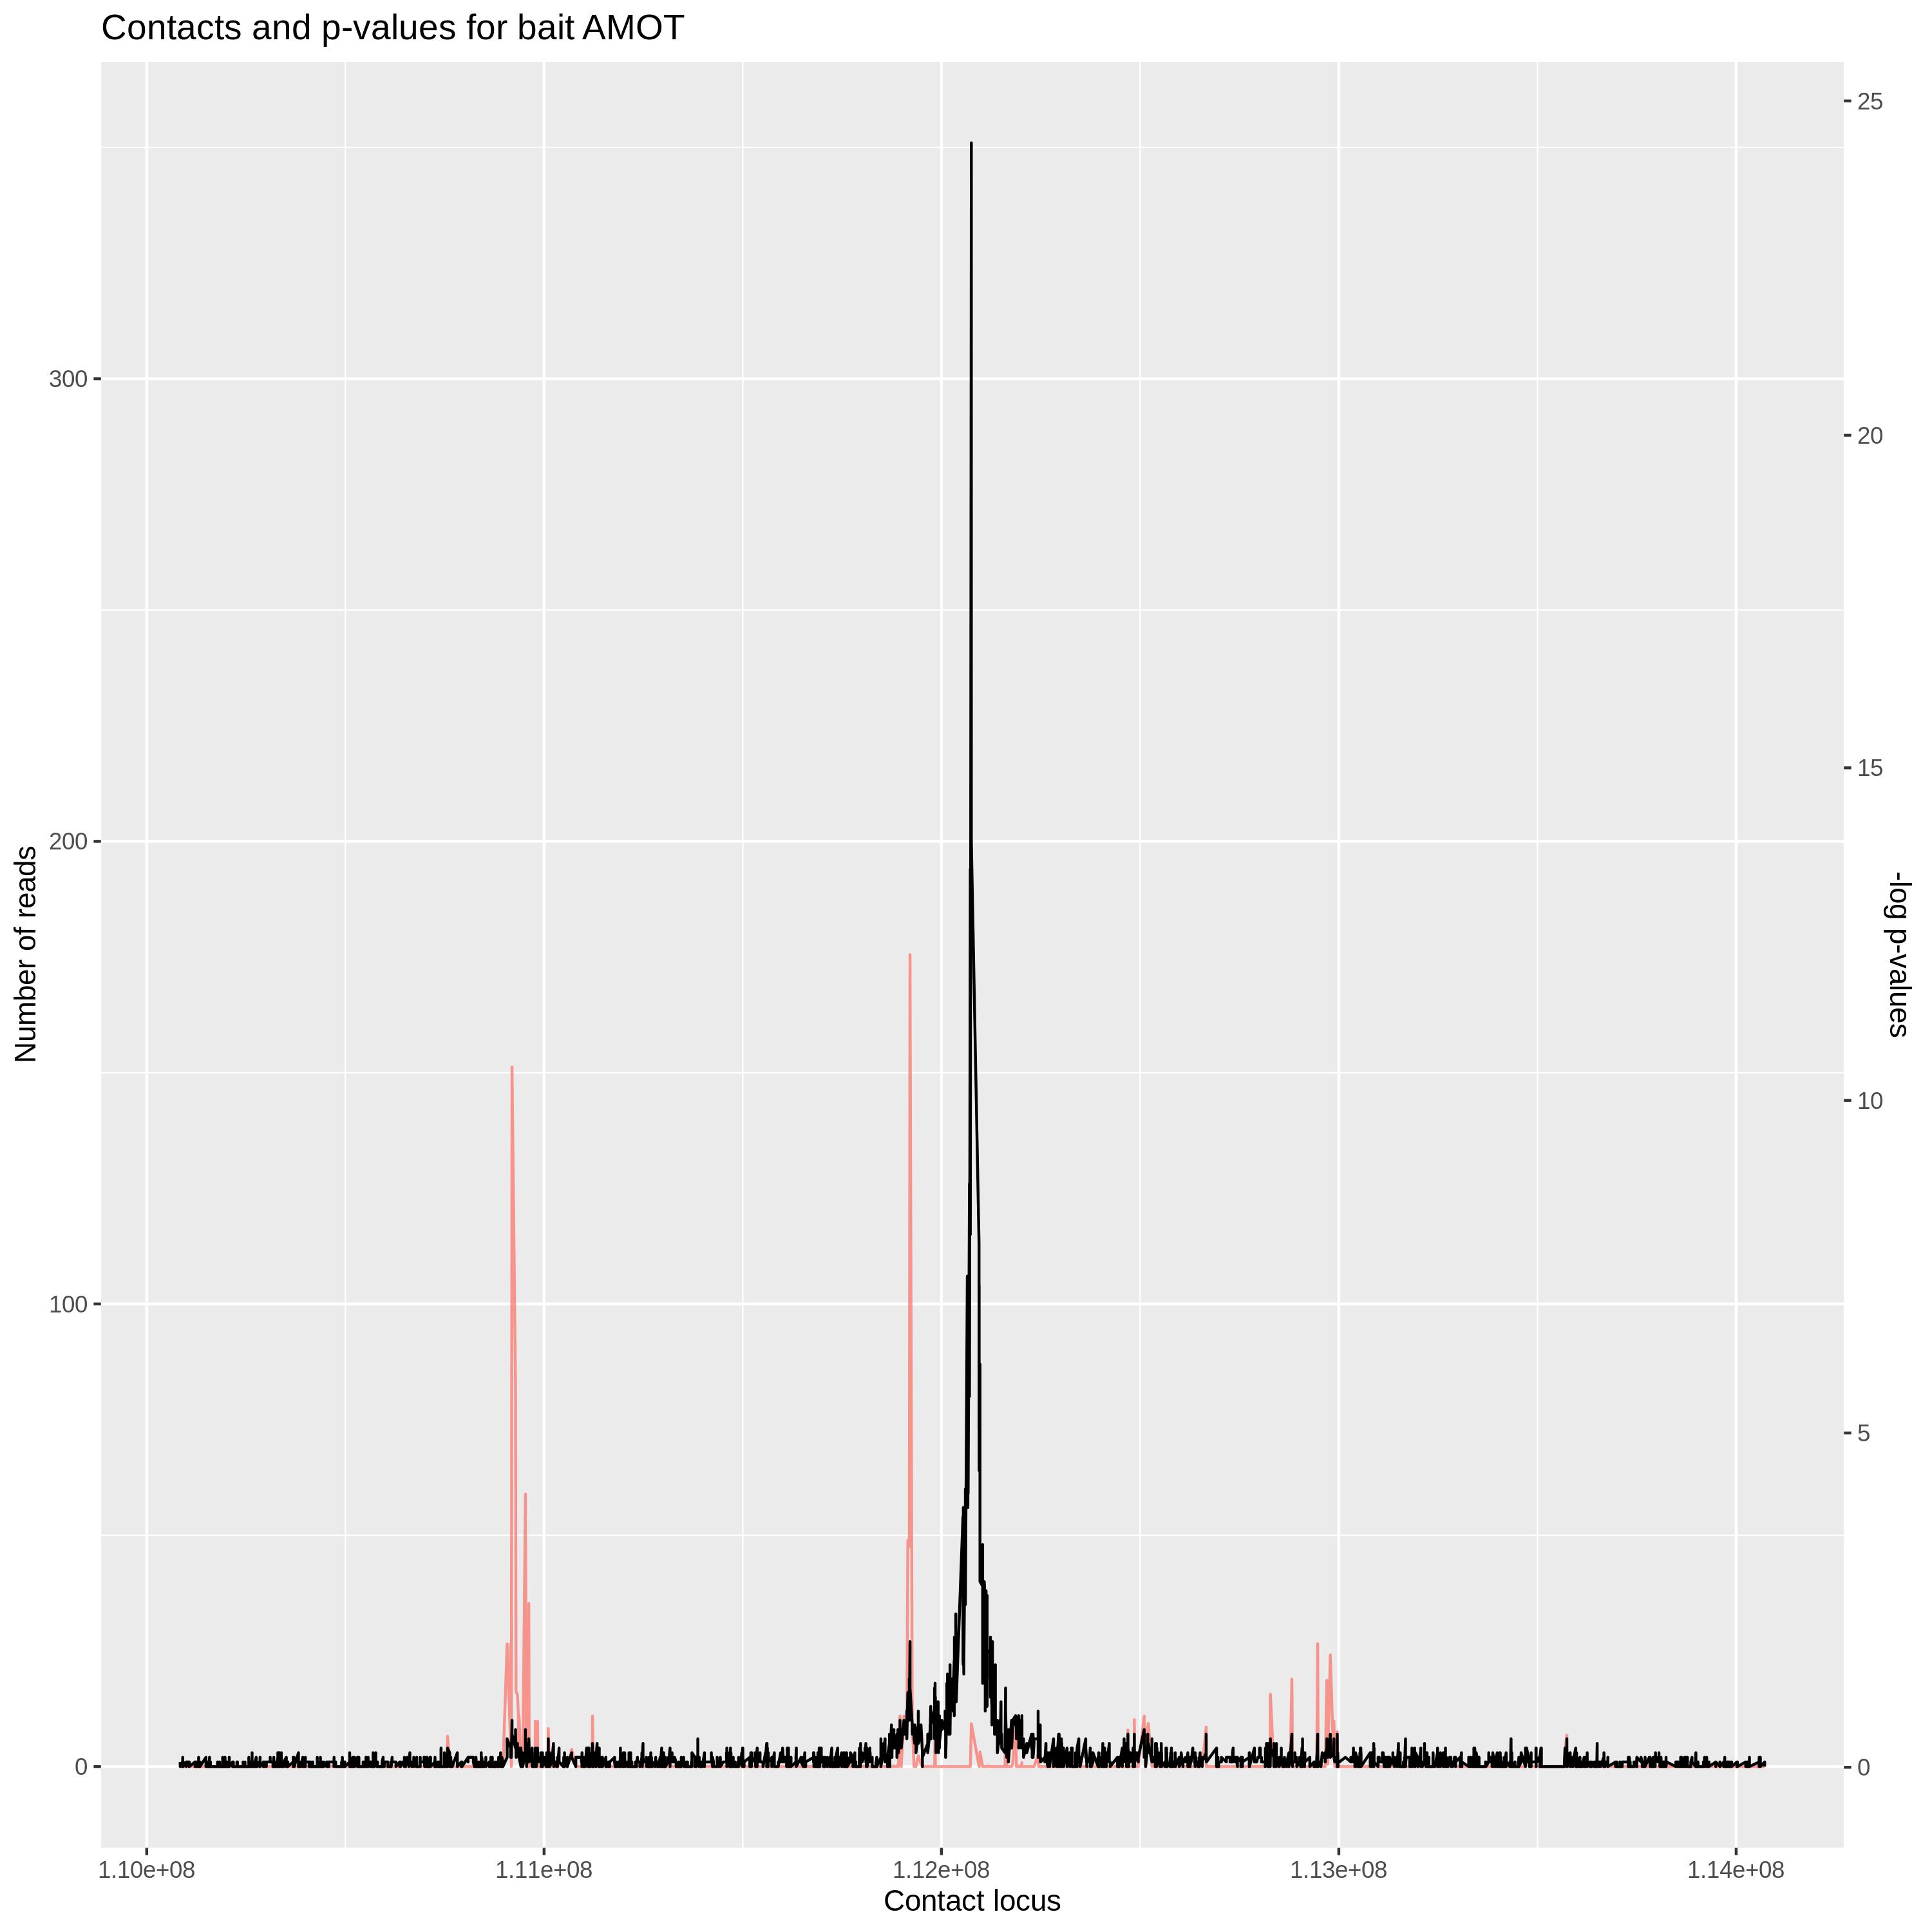 Contacts and p-values for bait AMOT
25
20
15
10
5
0
-log p-values
300
200
100
0
Number of reads
1.10e+08 1.11e+08 1.12e+08 1.13e+08 1.14e+08
Contact locus